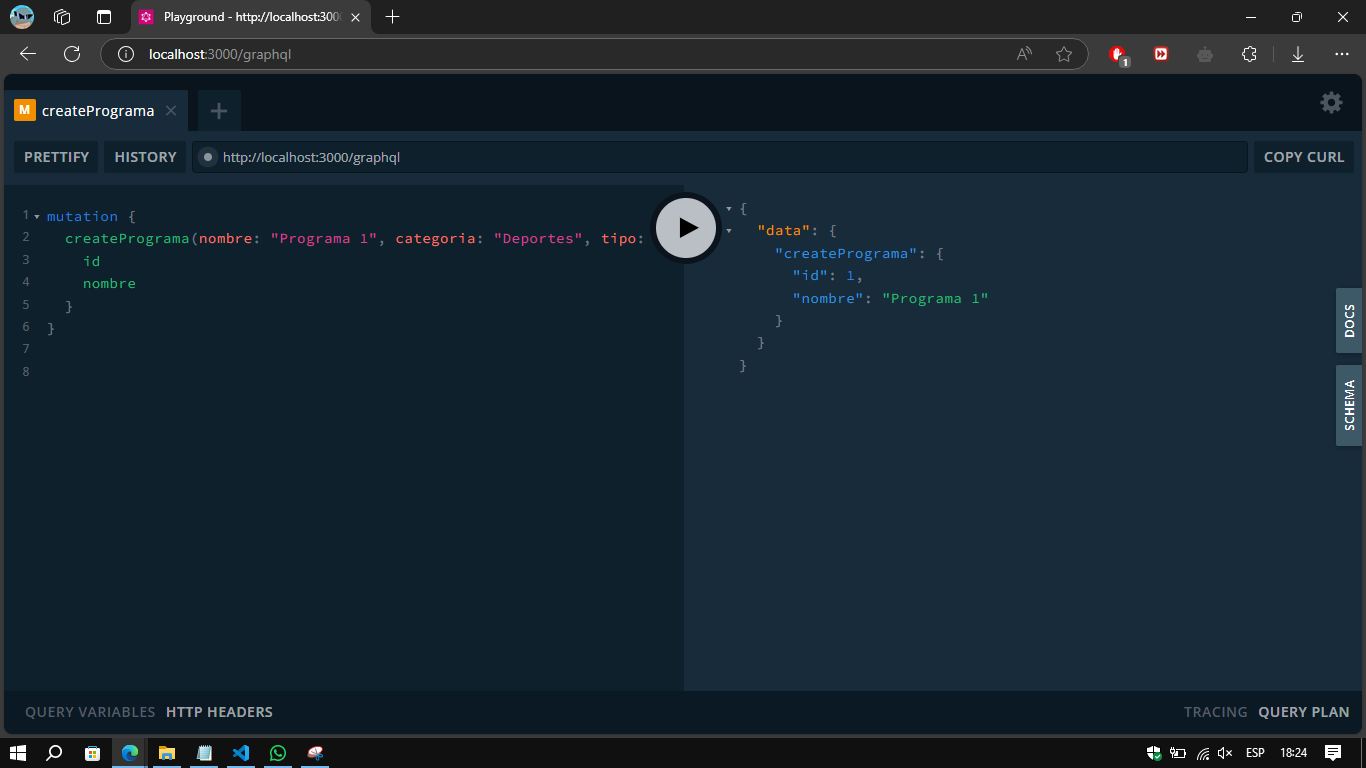 Playground - http://localhost:300
localhost:3000/graphql
1
M createPrograma
PRETTIFY HISTORY http://localhost:3000/graphql COPY CURL
1 mutation {
2 createPrograma(nombre: "Programa 1", categoria: "Deportes", tipo:
3 id
4 nombre
5 }
6 }
7
8
{
"data": {
"createPrograma": {
"id": 1,
"nombre": "Programa 1"
}
}
}
DOCS
SCHEMA
QUERY VARIABLES HTTP HEADERS TRACING QUERY PLAN
ESP 18:24